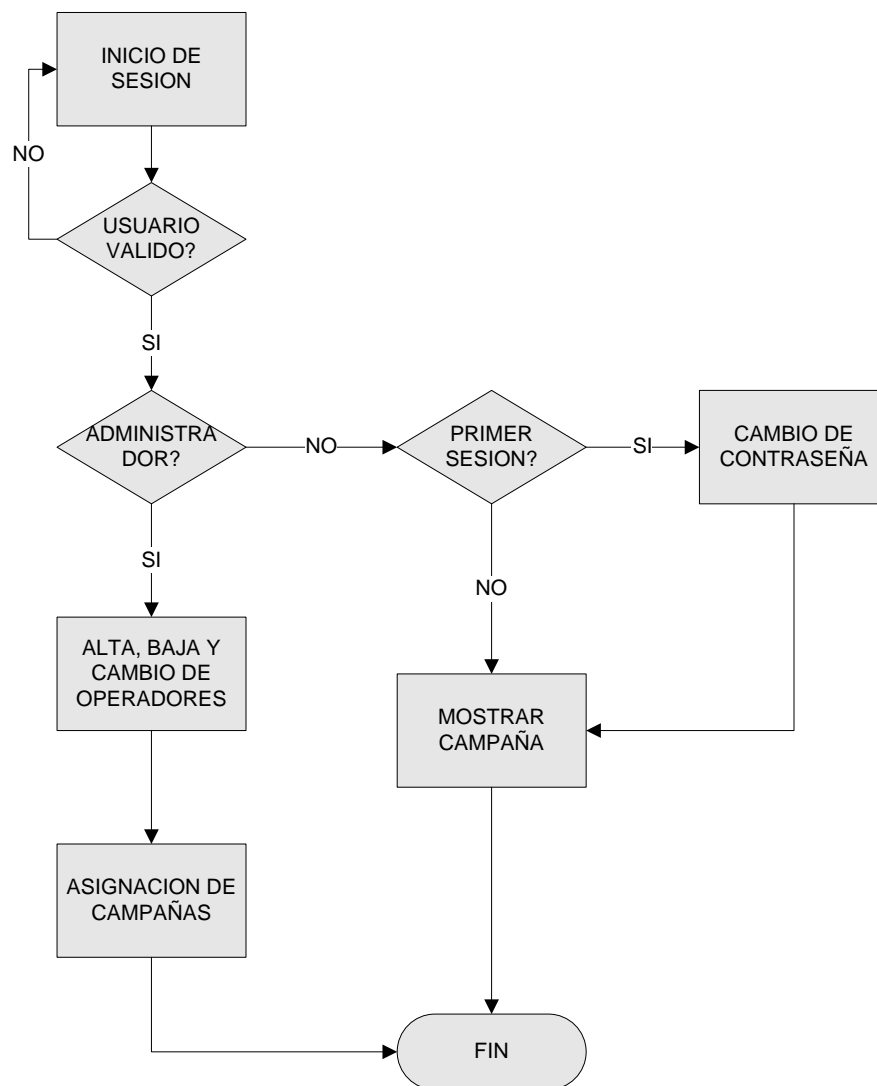 INICIO DE
SESION
NO
USUARIO
VALIDO?
SI
ADMINISTRA
DOR?
NO
PRIMER
SESION?
SI
CAMBIO DE
CONTRASEÑA
SI
NO
ALTA, BAJA Y
CAMBIO DE
OPERADORES
MOSTRAR
CAMPAÑA
ASIGNACION DE
CAMPAÑAS
FIN